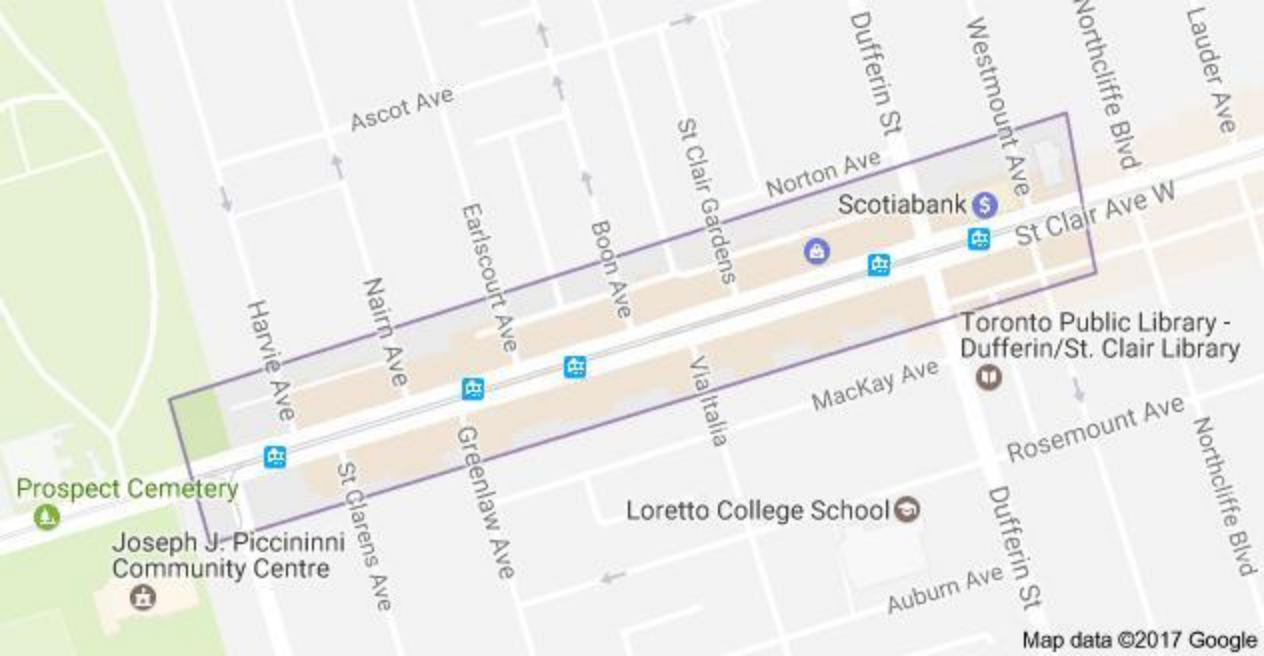 Dufferin St
Westmount Ave
Northcliffe Blvd
Lauder Ave
Ascot Ave
St Clair Gardens
Norton Ave
Scotiabank
$
St Clair Ave W
Earlscourt Ave
Boon Ave
Nairn Ave
Harvie Ave
Toronto Public Library -
Dufferin/St. Clair Library
Via Italia
MacKay Ave
Rosemount Ave
Greenlaw Ave
St Clarens Ave
Prospect Cemetery
Northcliffe Blvd
Loretto College School
Dufferin St
Joseph J. Piccininni
Community Centre
Auburn Ave
Map data ©2017 Google